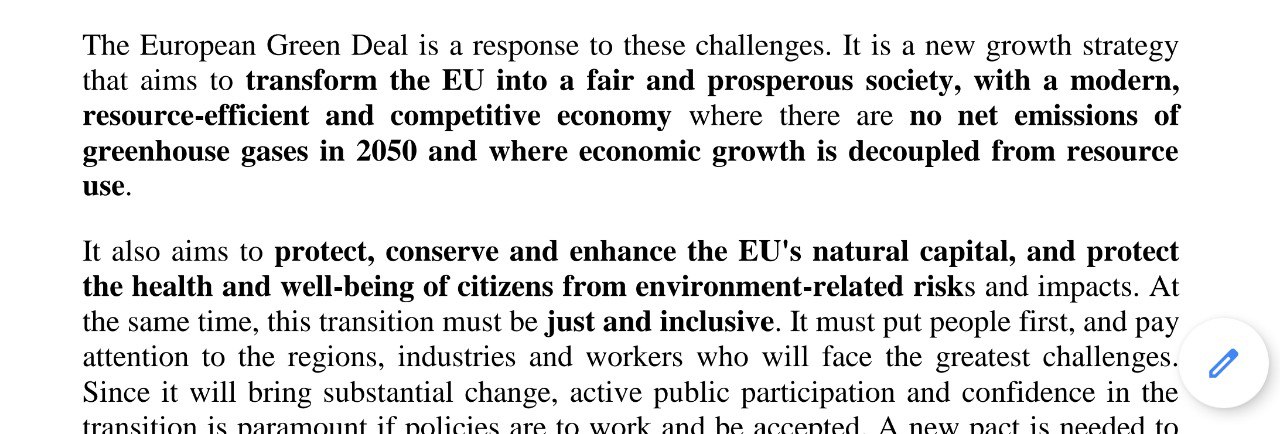 The European Green Deal is a response to these challenges. It is a new growth strategy
that aims to transform the EU into a fair and prosperous society, with a modern,
resource-efficient and competitive economy where there are no net emissions of
greenhouse gases in 2050 and where economic growth is decoupled from resource
use.
It also aims to protect, conserve and enhance the EU's natural capital, and protect
the health and well-being of citizens from environment-related risks and impacts. At
the same time, this transition must be just and inclusive. It must put people first, and pay
attention to the regions, industries and workers who will face the greatest challenges.
Since it will bring substantial change, active public participation and confidence in the
transition is paramount if policies are to work and be accepted. A new pact is needed to